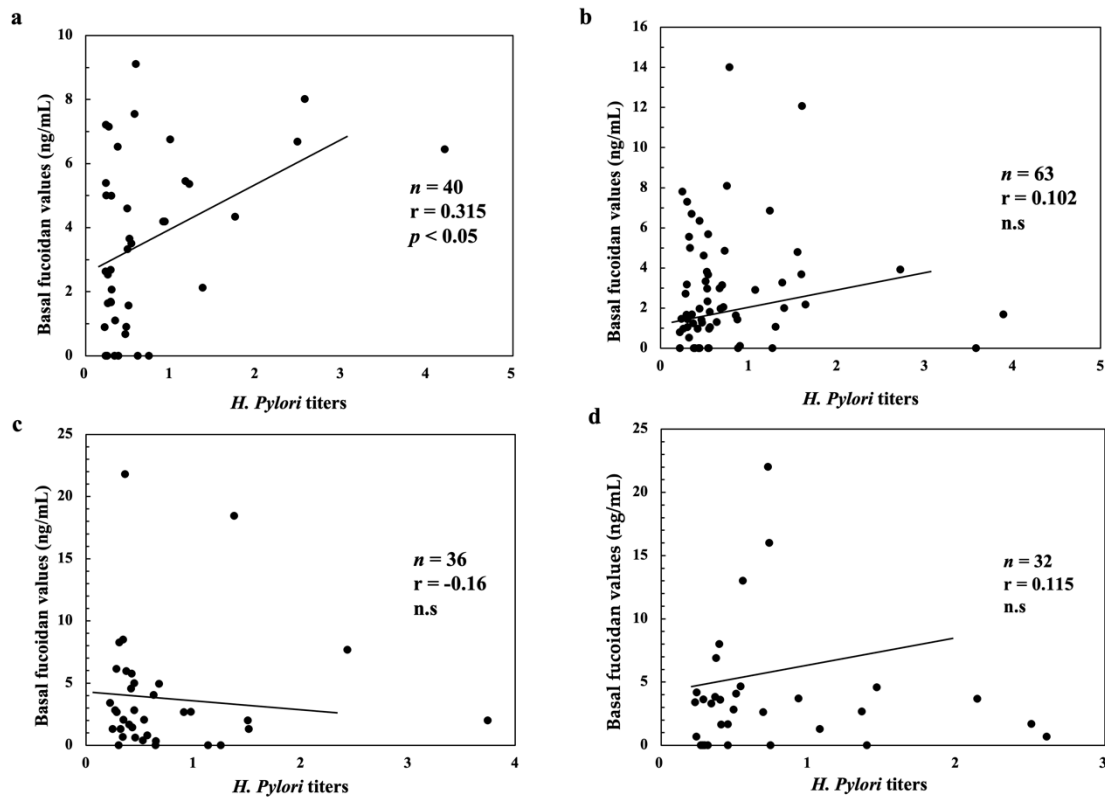 a
10
8
6
4
2
0
Basal fucoidan values (ng/mL)
n = 40
r = 0.315
p < 0.05
0 1 2 3 4 5
H. Pylori titers
b
16
14
12
10
8
6
4
2
0
Basal fucoidan values (ng/mL)
n = 63
r = 0.102
n.s
0 1 2 3 4 5
H. Pylori titers
c
25
20
15
10
5
0
Basal fucoidan values (ng/mL)
n = 36
r = -0.16
n.s
0 1 2 3 4
H. Pylori titers
d
25
20
15
10
5
0
Basal fucoidan values (ng/mL)
n = 32
r = 0.115
n.s
0 1 2 3
H. Pylori titers